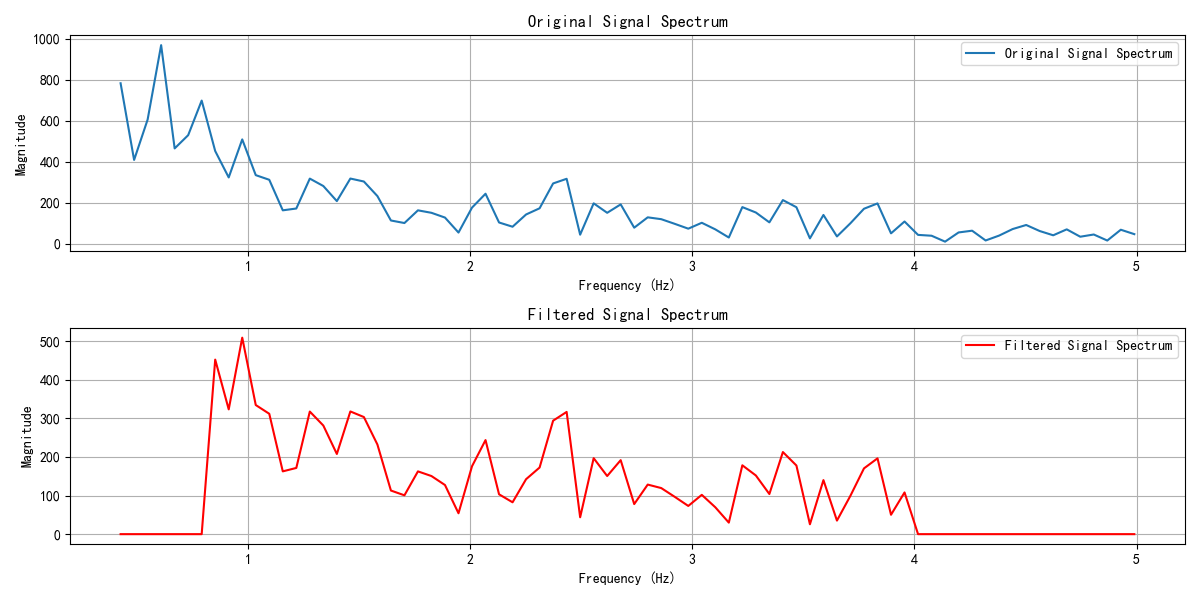 Original Signal Spectrum
1000
800
600
400
200
0
Magnitude
Original Signal Spectrum
1 2 3 4 5
Frequency (Hz)
Filtered Signal Spectrum
500
400
300
200
100
0
Magnitude
Filtered Signal Spectrum
1 2 3 4 5
Frequency (Hz)